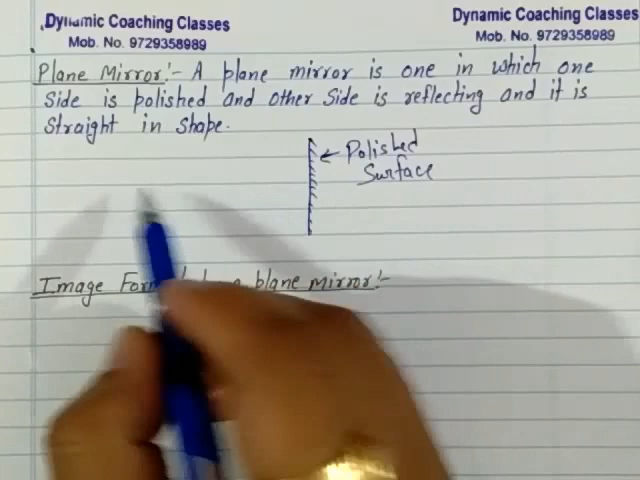 Dynamic Coaching Classes
Mob. No. 9729358989
Dynamic Coaching Classes
Mob. No. 9729358989
Plane Mirror:- A plane mirror is one in which one
side is polished and other side is reflecting and it is
straight in shape.
← Polished
Surface
Image by a plane mirror:-